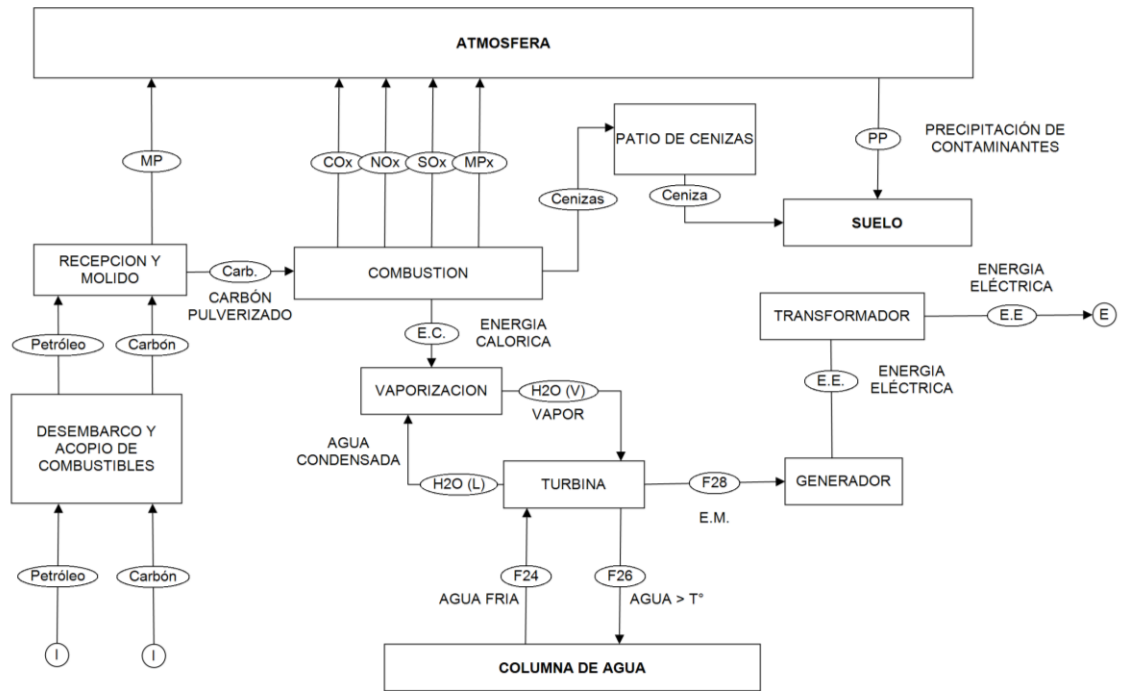 ATMOSFERA
MP
COx
NOx
SOx
MPx
Cenizas
PATIO DE CENIZAS
Ceniza
PP
PRECIPITACIÓN DE
CONTAMINANTES
SUELO
RECEPCION Y
MOLIDO
Carb.
CARBÓN
PULVERIZADO
COMBUSTION
E.C.
ENERGIA
CALORICA
Petróleo
Carbón
DESEMBARCO Y
ACOPIO DE
COMBUSTIBLES
Petróleo
Carbón
I
I
VAPORIZACION
H2O (V)
VAPOR
AGUA
CONDENSADA
H2O (L)
TURBINA
F28
E.M.
GENERADOR
E.E.
ENERGIA
ELÉCTRICA
TRANSFORMADOR
ENERGIA
ELÉCTRICA
E.E
E
F24
AGUA FRIA
F26
AGUA > T°
COLUMNA DE AGUA